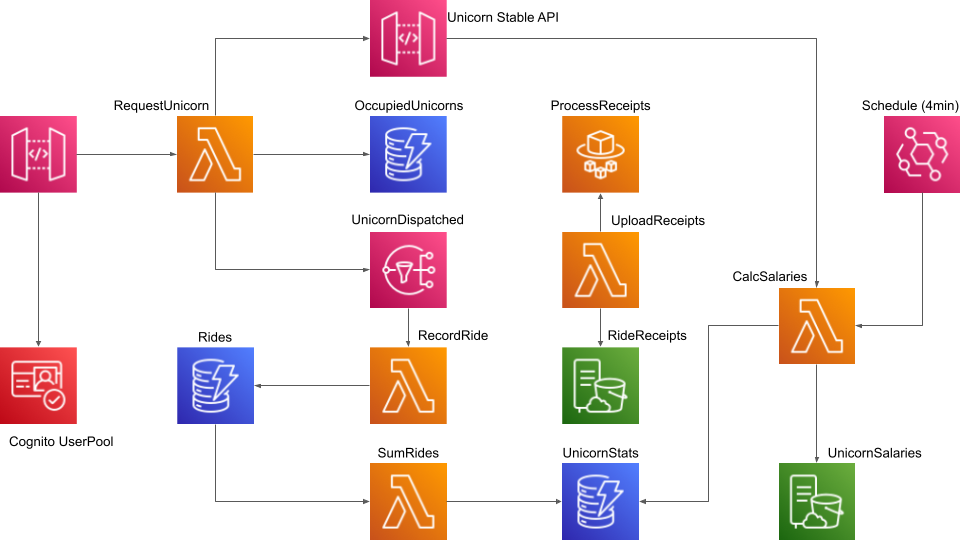 Unicorn Stable API
RequestUnicorn
OccupiedUnicorns
ProcessReceipts
Schedule (4min)
UnicornDispatched
UploadReceipts
CalcSalaries
Rides
RecordRide
RideReceipts
Cognito UserPool
SumRides
UnicornStats
UnicornSalaries